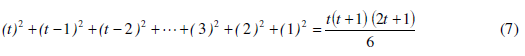 (t)² + (t − 1)² + (t − 2)² + ⋯ + (3)² + (2)² + (1)² = t(t + 1) (2t + 1) / 6 (7)